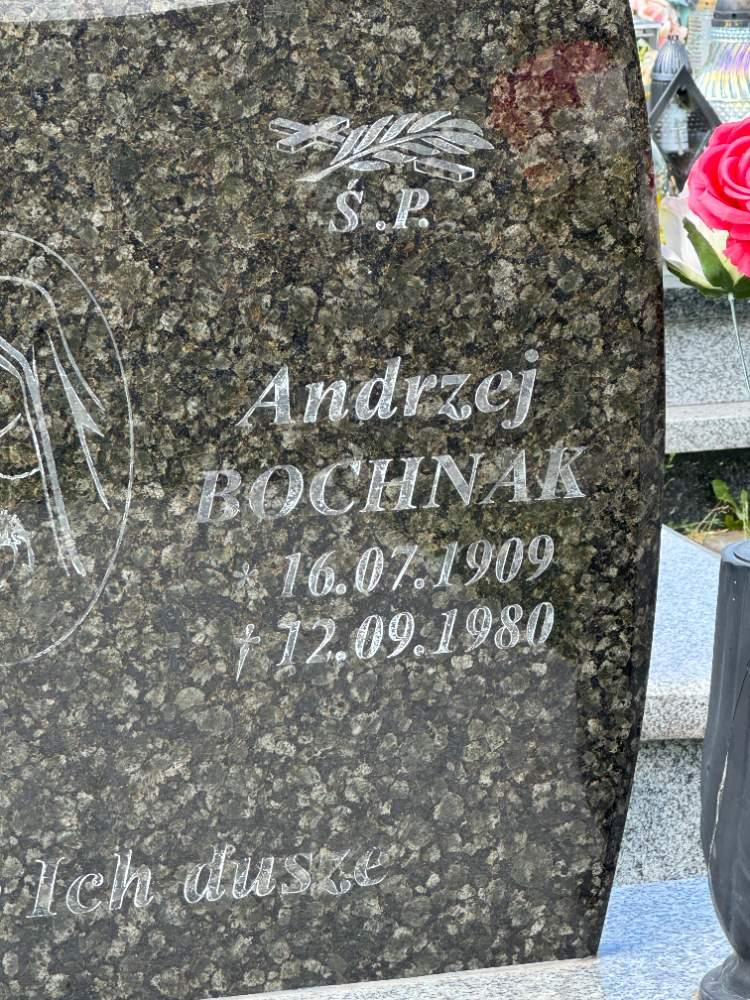 Ś.P.
Andrzej
BOCHNAK
* 16.07.1909
† 12.09.1980
Ich dusze